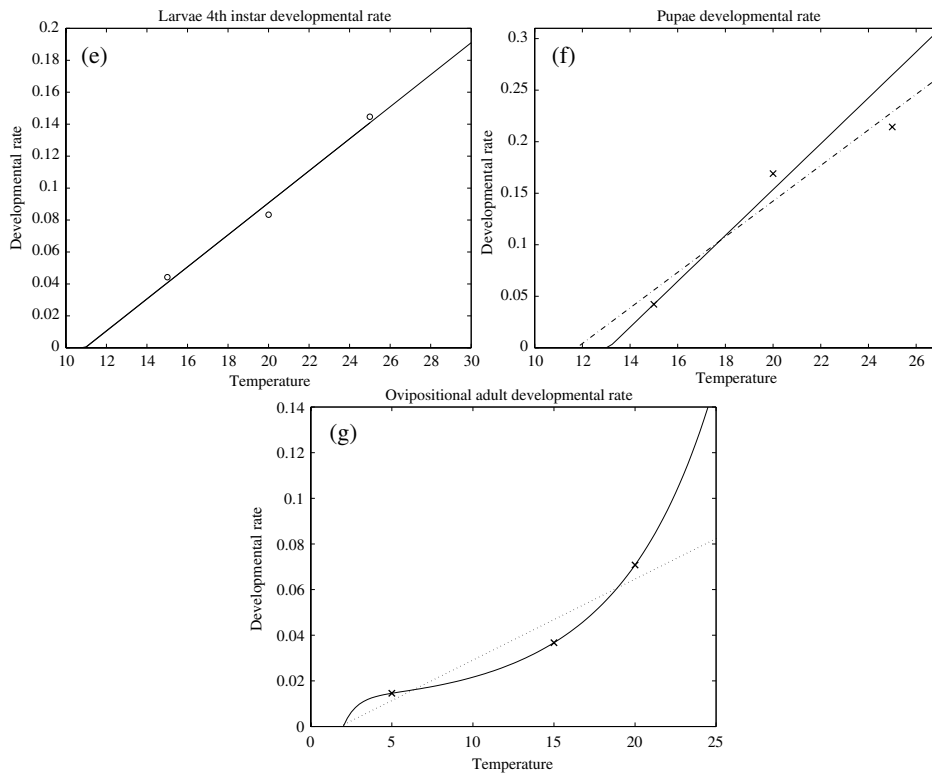 Larvae 4th instar developmental rate
0.2
0.18
0.16
0.14
0.12
0.1
0.08
0.06
0.04
0.02
0
(e)
Developmental rate
10 12 14 16 18 20 22 24 26 28 30
Temperature
Pupae developmental rate
0.3
0.25
0.2
0.15
0.1
0.05
0
(f)
Developmental rate
10 12 14 16 18 20 22 24 26
Temperature
Ovipositional adult developmental rate
0.14
0.12
0.1
0.08
0.06
0.04
0.02
0
(g)
Developmental rate
0 5 10 15 20 25
Temperature